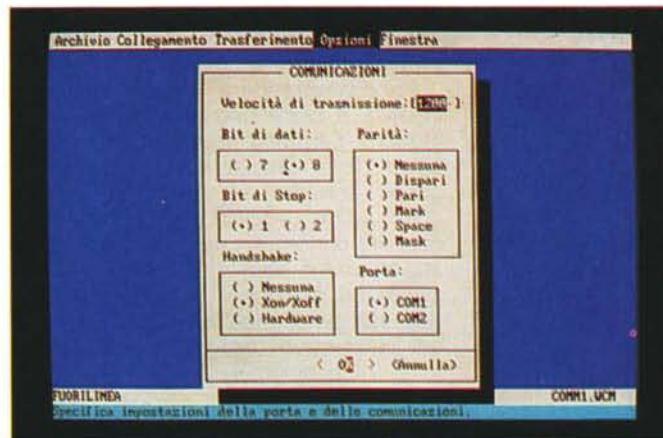 Archivio Collegamento Trasferimento Opzioni Finestra
COMUNICAZIONI
Velocità di trasmissione:[1200 ]
Bit di dati:
( ) 7 (•) 8
Parità:
(•) Nessuna
( ) Dispari
( ) Pari
( ) Mark
( ) Space
( ) Mask
Bit di Stop:
(•) 1 ( ) 2
Handshake:
( ) Nessuna
(•) Xon/Xoff
( ) Hardware
Porta:
(•) COM1
( ) COM2
< OK > <Annulla>
FUORILINEA COMM1.WCM
Specifica impostazioni della porta e delle comunicazioni.